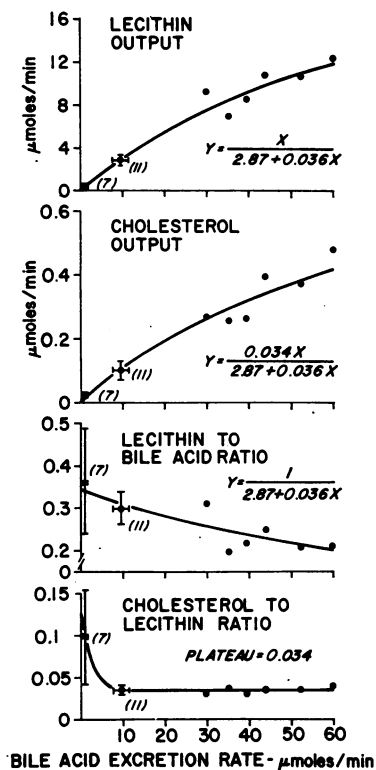 LECITHIN
OUTPUT
16
12
8
4
0
μmoles/min
(7)
(11)
Y = X / 2.87+0.036X
CHOLESTEROL
OUTPUT
0.6
0.4
0.2
0
μmoles/min
(7)
(11)
Y = 0.034X / 2.87+0.036X
LECITHIN TO
BILE ACID RATIO
0.5
0.4
0.3
0.2
0
(7)
(11)
Y = 1 / 2.87+0.036X
CHOLESTEROL TO
LECITHIN RATIO
0.15
0.1
0.05
0
(7)
(11)
PLATEAU = 0.034
10 20 30 40 50 60
BILE ACID EXCRETION RATE - μmoles/min